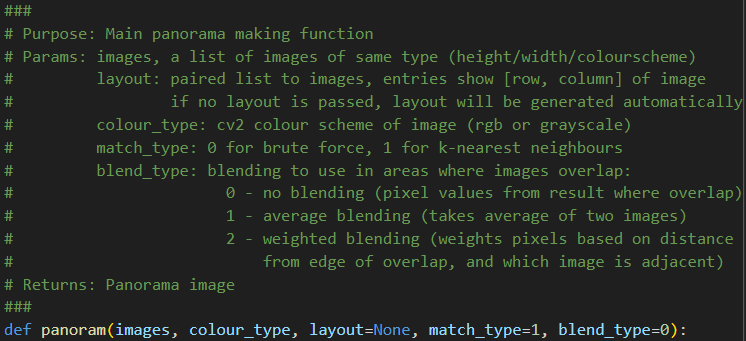 ###
# Purpose: Main panorama making function
# Params: images, a list of images of same type (height/width/colourscheme)
#         layout: paired list to images, entries show [row, column] of image
#                 if no layout is passed, layout will be generated automatically
#         colour_type: cv2 colour scheme of image (rgb or grayscale)
#         match_type: 0 for brute force, 1 for k-nearest neighbours
#         blend_type: blending to use in areas where images overlap:
#                       0 - no blending (pixel values from result where overlap)
#                       1 - average blending (takes average of two images)
#                       2 - weighted blending (weights pixels based on distance
#                           from edge of overlap, and which image is adjacent)
# Returns: Panorama image
###
def panoram(images, colour_type, layout=None, match_type=1, blend_type=0):